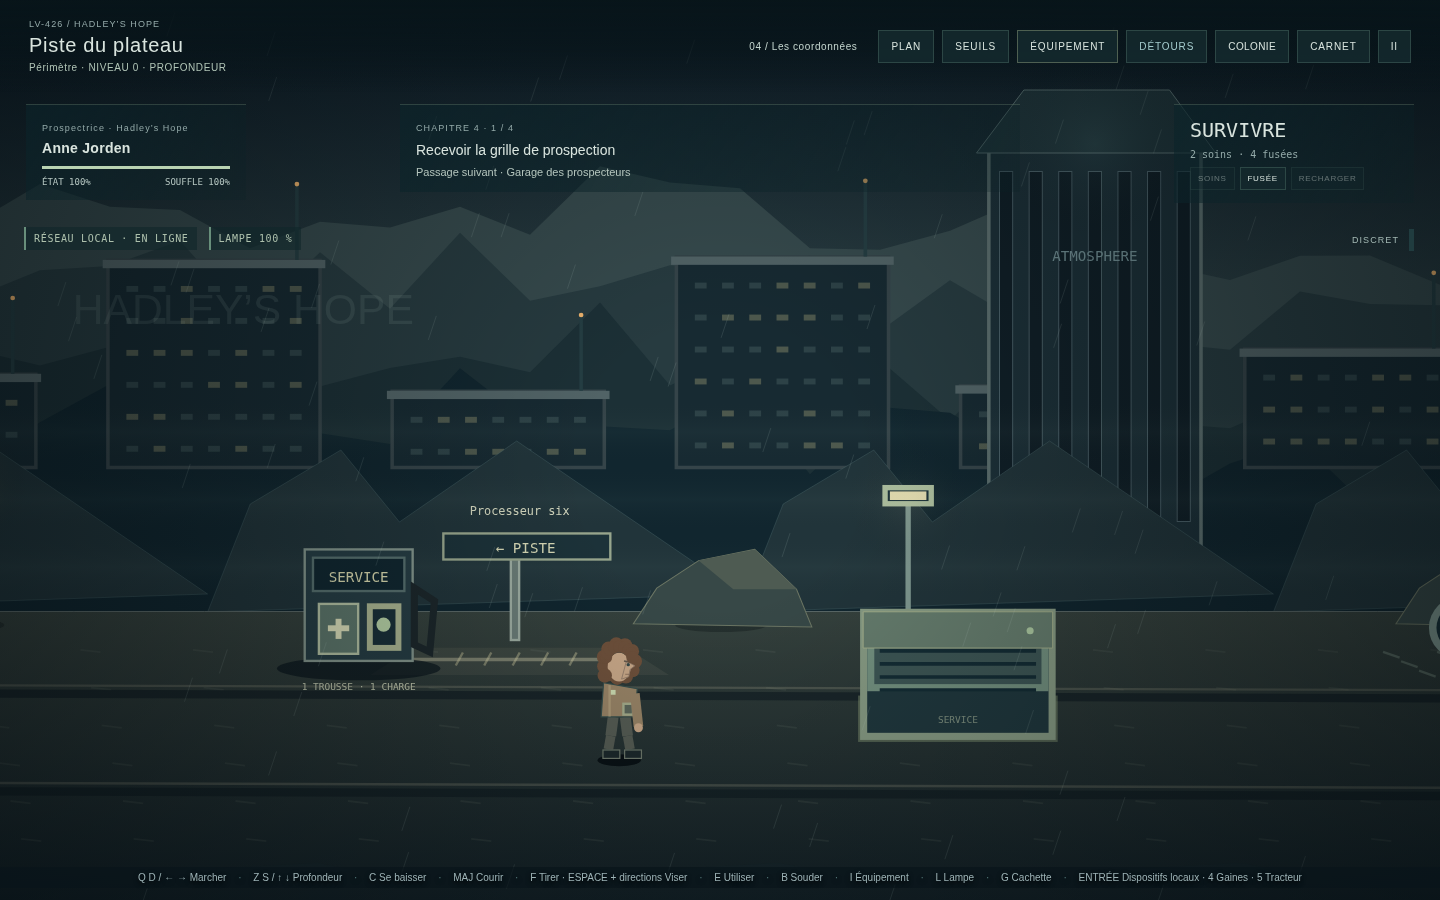 LV-426 / HADLEY'S HOPE
Piste du plateau
Périmètre · NIVEAU 0 · PROFONDEUR
04 / Les coordonnées
PLAN
SEUILS
ÉQUIPEMENT
DÉTOURS
COLONIE
CARNET
II
Prospectrice · Hadley's Hope
Anne Jorden
ÉTAT 100%
SOUFFLE 100%
CHAPITRE 4 · 1 / 4
Recevoir la grille de prospection
Passage suivant · Garage des prospecteurs
SURVIVRE
2 soins · 4 fusées
SOINS
FUSÉE
RECHARGER
RÉSEAU LOCAL · EN LIGNE
LAMPE 100 %
DISCRET
ATMOSPHERE
HADLEY'S HOPE
Processeur six
← PISTE
SERVICE
1 TROUSSE · 1 CHARGE
SERVICE
Q D / ← → Marcher · Z S / ↑ ↓ Profondeur · C Se baisser · MAJ Courir · F Tirer · ESPACE + directions Viser · E Utiliser · B Souder · I Équipement · L Lampe · G Cachette · ENTRÉE Dispositifs locaux · 4 Gaines · 5 Tracteur